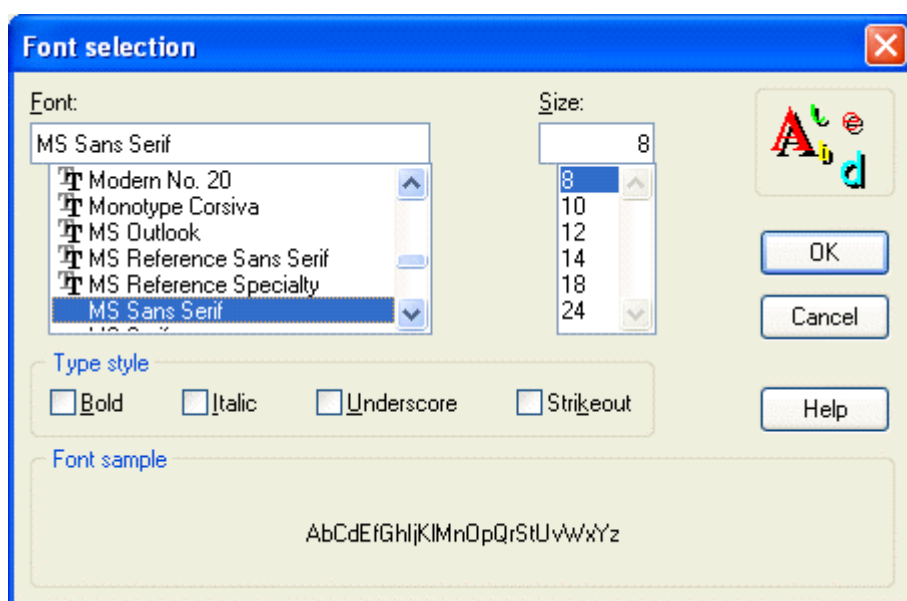 Font selection
Font:
Size:
MS Sans Serif
8
Modern No. 20
Monotype Corsiva
MS Outlook
MS Reference Sans Serif
MS Reference Specialty
MS Sans Serif
8
10
12
14
18
24
OK
Cancel
Help
Type style
Bold Italic Underscore Strikeout
Font sample
AbCdEfGhIjKlMnOpQrStUvWxYz